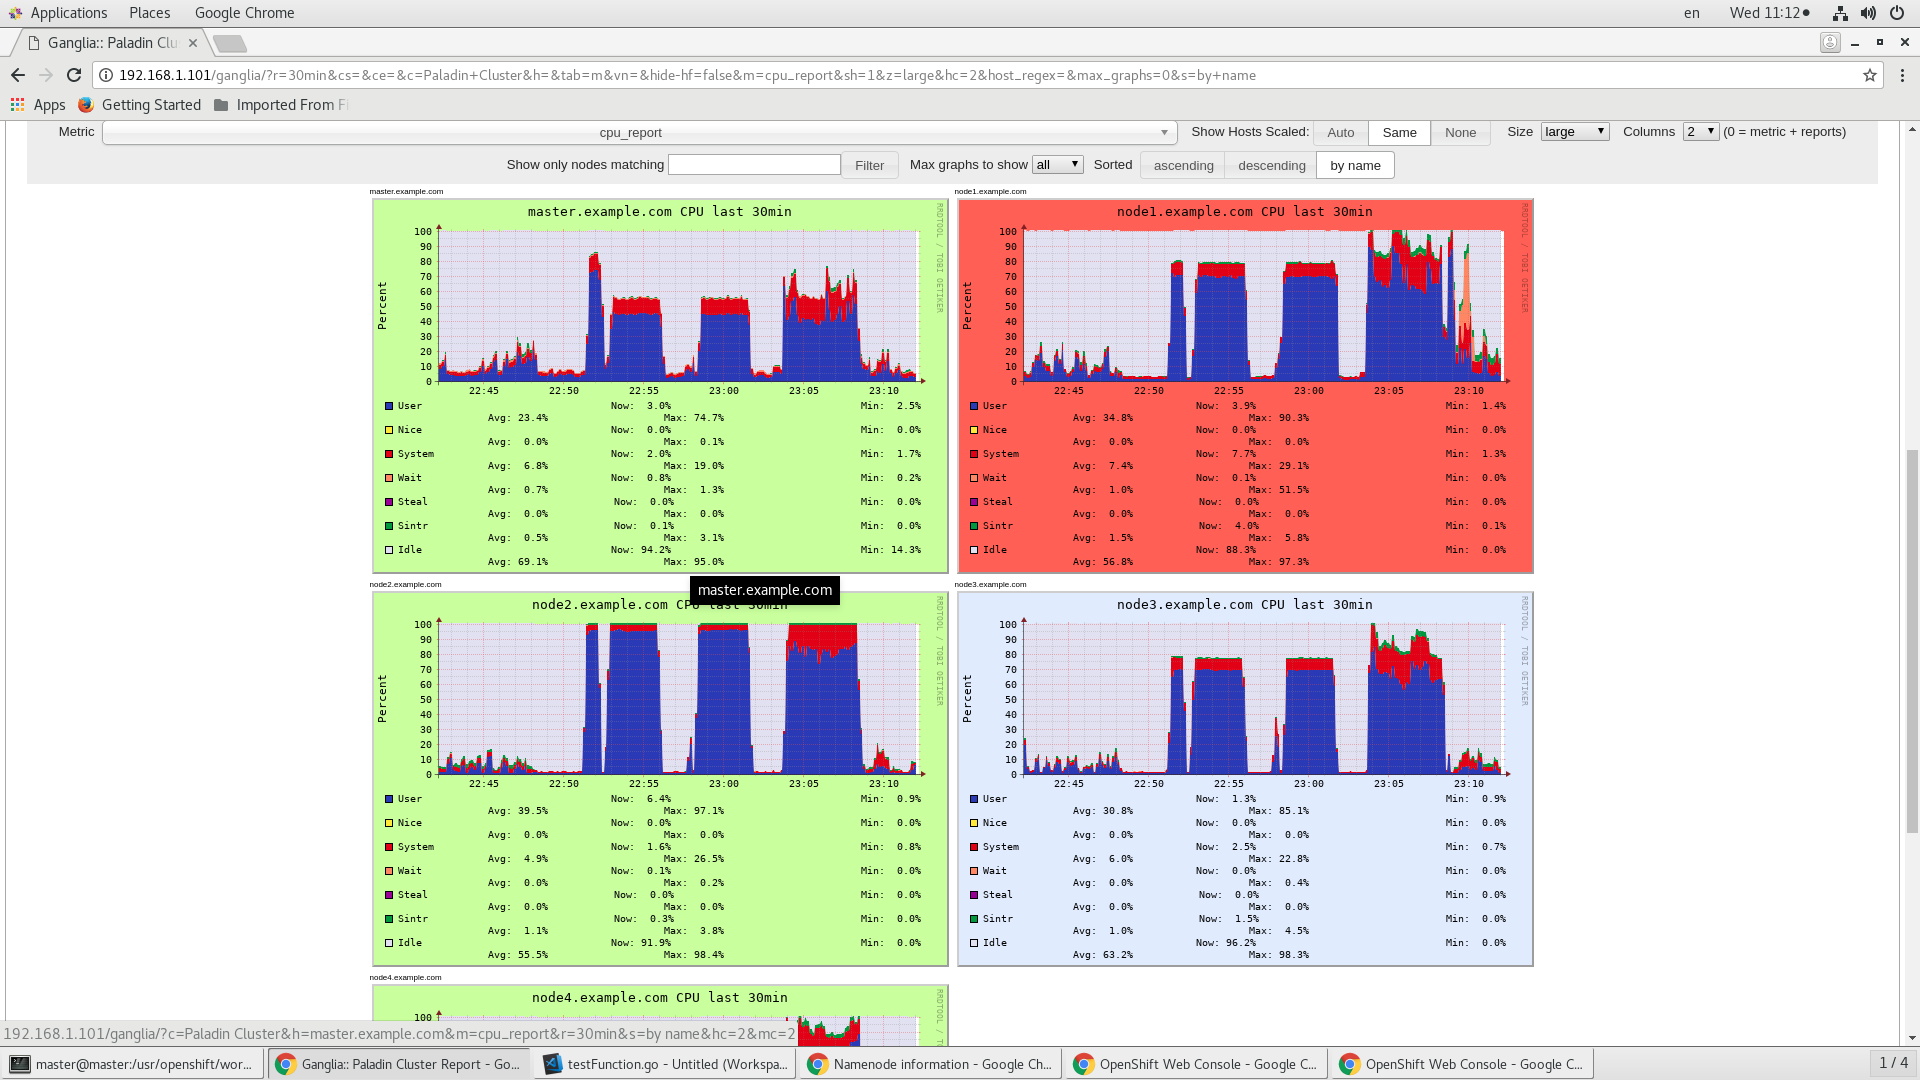 Applications Places Google Chrome en Wed 11:12
Ganglia:: Paladin Clu
192.168.1.101/ganglia/?r=30min&cs=&ce=&c=Paladin+Cluster&h=&tab=m&vn=&hide-hf=false&m=cpu_report&sh=1&z=large&hc=2&host_regex=&max_graphs=0&s=by+name
Apps Getting Started Imported From Fi
Metric cpu_report Show Hosts Scaled: Auto Same None Size large Columns 2 (0 = metric + reports)
Show only nodes matching Filter Max graphs to show all Sorted ascending descending by name
master.example.com
master.example.com CPU last 30min
RRDTOOL / TOBI OETIKER
Percent
100
90
80
70
60
50
40
30
20
10
0
22:45 22:50 22:55 23:00 23:05 23:10
User Now: 3.0% Min: 2.5%
Avg: 23.4% Max: 74.7%
Nice Now: 0.0% Min: 0.0%
Avg: 0.0% Max: 0.1%
System Now: 2.0% Min: 1.7%
Avg: 6.8% Max: 19.0%
Wait Now: 0.8% Min: 0.2%
Avg: 0.7% Max: 1.3%
Steal Now: 0.0% Min: 0.0%
Avg: 0.0% Max: 0.0%
Sintr Now: 0.1% Min: 0.0%
Avg: 0.5% Max: 3.1%
Idle Now: 94.2% Min: 14.3%
Avg: 69.1% Max: 95.0%
node1.example.com
node1.example.com CPU last 30min
RRDTOOL / TOBI OETIKER
Percent
100
90
80
70
60
50
40
30
20
10
0
22:45 22:50 22:55 23:00 23:05 23:10
User Now: 3.9% Min: 1.4%
Avg: 34.8% Max: 90.3%
Nice Now: 0.0% Min: 0.0%
Avg: 0.0% Max: 0.0%
System Now: 7.7% Min: 1.3%
Avg: 7.4% Max: 29.1%
Wait Now: 0.1% Min: 0.0%
Avg: 1.0% Max: 51.5%
Steal Now: 0.0% Min: 0.0%
Avg: 0.0% Max: 0.0%
Sintr Now: 4.0% Min: 0.1%
Avg: 1.5% Max: 5.8%
Idle Now: 88.3% Min: 0.0%
Avg: 56.8% Max: 97.3%
node2.example.com
master.example.com
node2.example.com CPU last 30min
RRDTOOL / TOBI OETIKER
Percent
100
90
80
70
60
50
40
30
20
10
0
22:45 22:50 22:55 23:00 23:05 23:10
User Now: 6.4% Min: 0.9%
Avg: 39.5% Max: 97.1%
Nice Now: 0.0% Min: 0.0%
Avg: 0.0% Max: 0.0%
System Now: 1.6% Min: 0.8%
Avg: 4.9% Max: 26.5%
Wait Now: 0.1% Min: 0.0%
Avg: 0.0% Max: 0.2%
Steal Now: 0.0% Min: 0.0%
Avg: 0.0% Max: 0.0%
Sintr Now: 0.3% Min: 0.0%
Avg: 1.1% Max: 3.8%
Idle Now: 91.9% Min: 0.0%
Avg: 55.5% Max: 98.4%
node3.example.com
node3.example.com CPU last 30min
RRDTOOL / TOBI OETIKER
Percent
100
90
80
70
60
50
40
30
20
10
0
22:45 22:50 22:55 23:00 23:05 23:10
User Now: 1.3% Min: 0.9%
Avg: 30.8% Max: 85.1%
Nice Now: 0.0% Min: 0.0%
Avg: 0.0% Max: 0.0%
System Now: 2.5% Min: 0.7%
Avg: 6.0% Max: 22.8%
Wait Now: 0.0% Min: 0.0%
Avg: 0.0% Max: 0.4%
Steal Now: 0.0% Min: 0.0%
Avg: 0.0% Max: 0.0%
Sintr Now: 1.5% Min: 0.0%
Avg: 1.0% Max: 4.5%
Idle Now: 96.2% Min: 0.0%
Avg: 63.2% Max: 98.3%
node4.example.com
node4.example.com CPU last 30min
RRDTOOL / T
100
192.168.1.101/ganglia/?c=Paladin Cluster&h=master.example.com&m=cpu_report&r=30min&s=by name&hc=2&mc=2
master@master:/usr/openshift/wor... Ganglia:: Paladin Cluster Report - Go... testFunction.go - Untitled (Workspa... Namenode information - Google Ch... OpenShift Web Console - Google C... OpenShift Web Console - Google C... 1 / 4